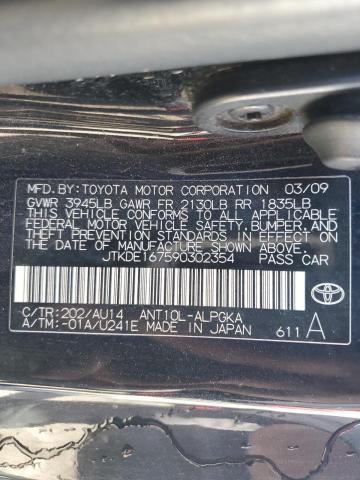 MFD. BY: TOYOTA MOTOR CORPORATION 03/09
GVWR 3945LB GAWR FR 2130LB RR 1835LB
THIS VEHICLE CONFORMS TO ALL APPLICABLE
FEDERAL MOTOR VEHICLE SAFETY, BUMPER, AND
THEFT PREVENTION STANDARDS IN EFFECT ON
THE DATE OF MANUFACTURE SHOWN ABOVE.
JTKDE167590302354 PASS CAR
C/TR: 202/AU14 ANT10L-ALPGKA
A/TM: -01A/U241E MADE IN JAPAN 611 A
TOYOTA